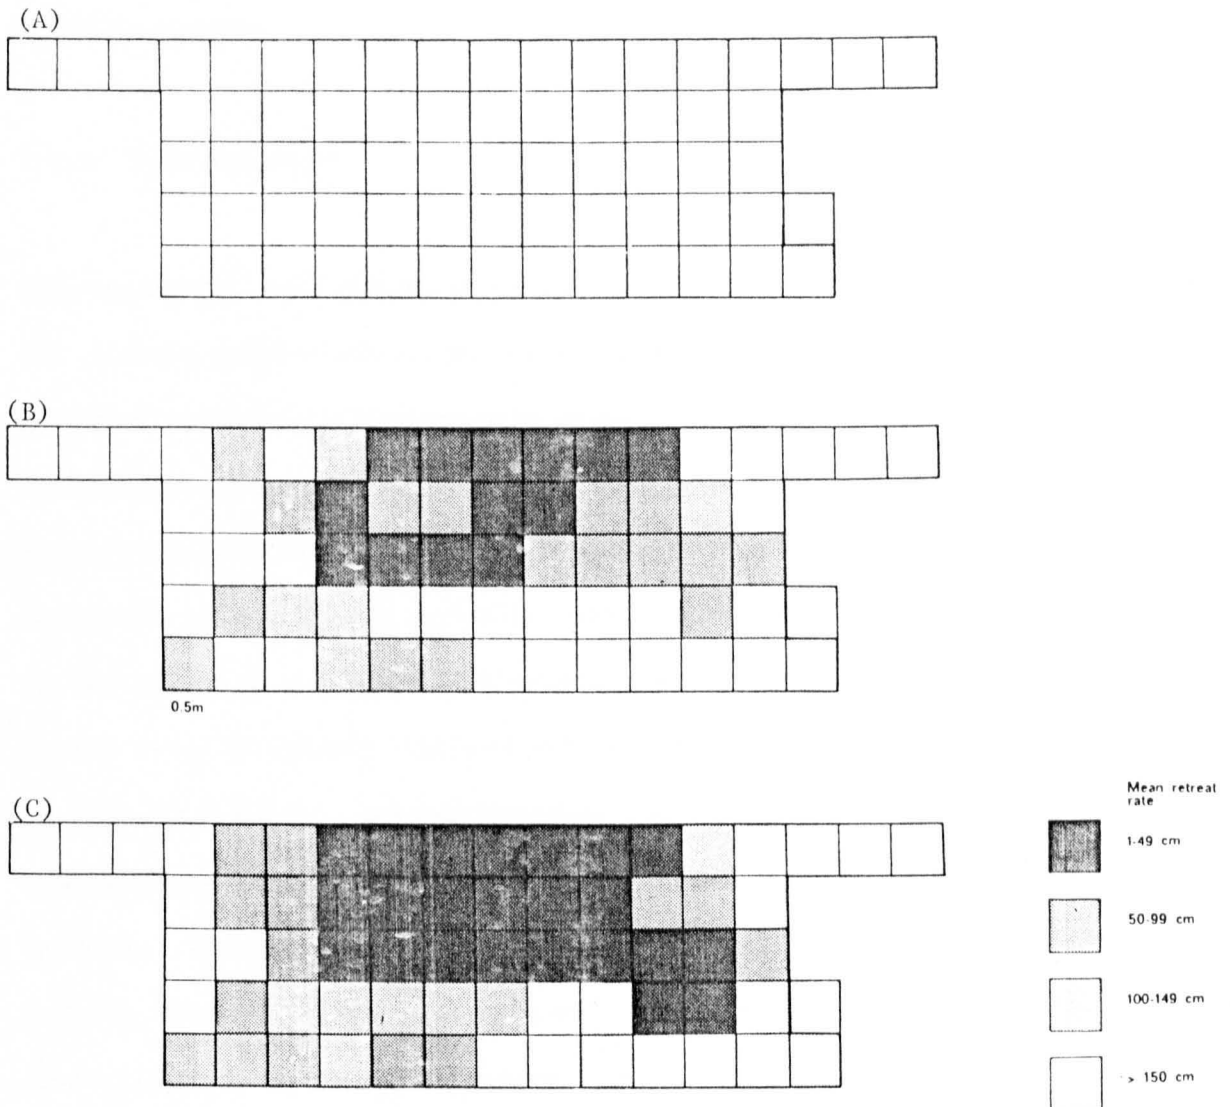 (A)
(B)
0.5m
(C)
Mean retreat
rate
1-49 cm
50-99 cm
100-149 cm
> 150 cm